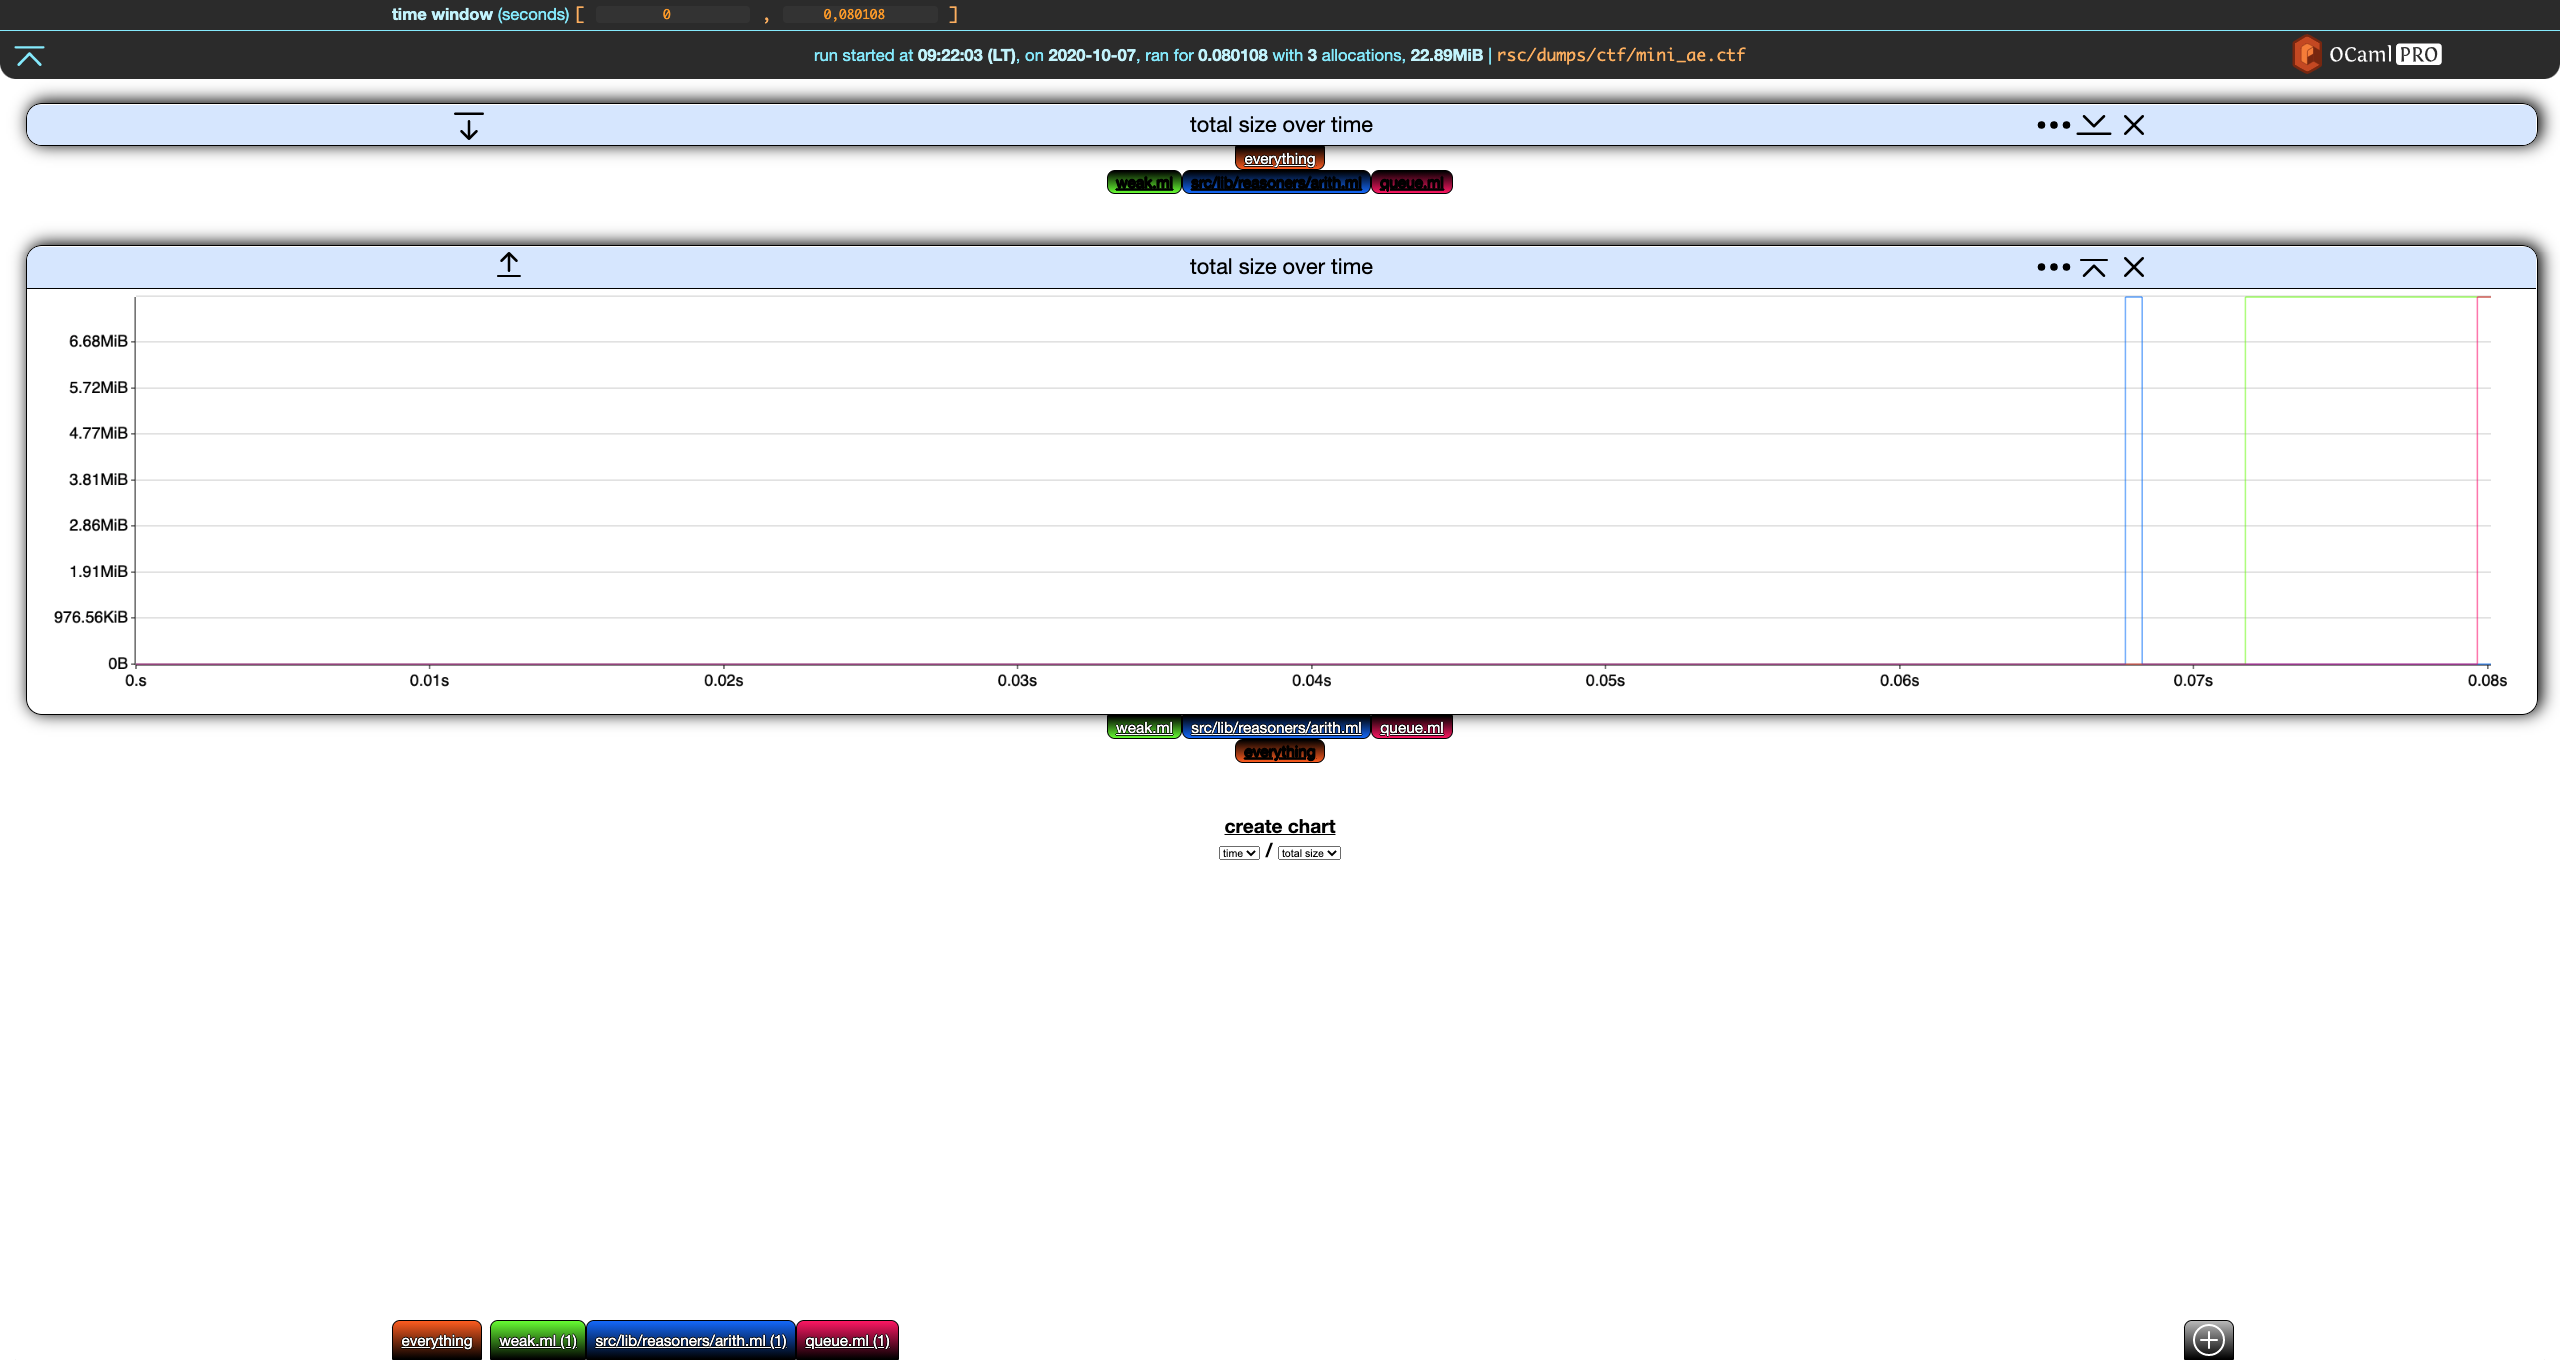 time window (seconds) [ 0 , 0,080108 ]
run started at 09:22:03 (LT), on 2020-10-07, ran for 0.080108 with 3 allocations, 22.89MiB | rsc/dumps/ctf/mini_ae.ctf
OCaml PRO
total size over time
everything
weak.ml src/lib/reasoners/arith.ml queue.ml
total size over time
6.68MiB
5.72MiB
4.77MiB
3.81MiB
2.86MiB
1.91MiB
976.56KiB
0B
0.s 0.01s 0.02s 0.03s 0.04s 0.05s 0.06s 0.07s 0.08s
weak.ml src/lib/reasoners/arith.ml queue.ml
everything
create chart
time / total size
everything weak.ml (1) src/lib/reasoners/arith.ml (1) queue.ml (1)